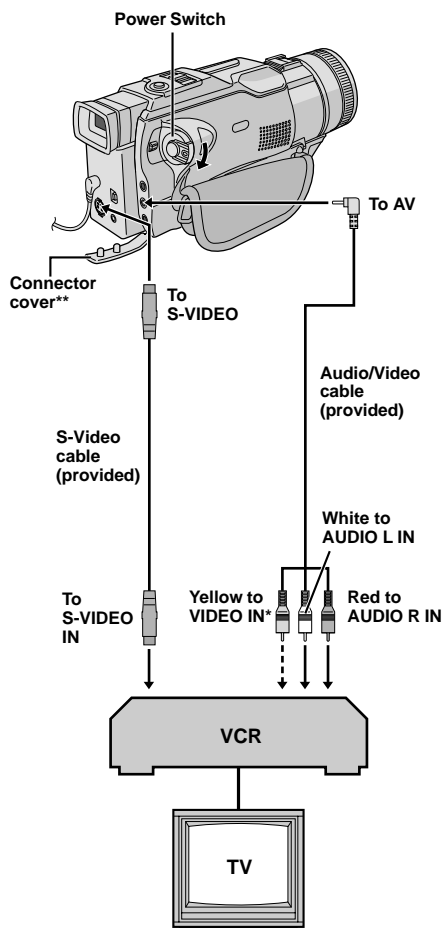 Power Switch
To AV
Connector
cover**
To
S-VIDEO
Audio/Video
cable
(provided)
S-Video
cable
(provided)
White to
AUDIO L IN
To
S-VIDEO
IN
Yellow to
VIDEO IN*
Red to
AUDIO R IN
VCR
TV